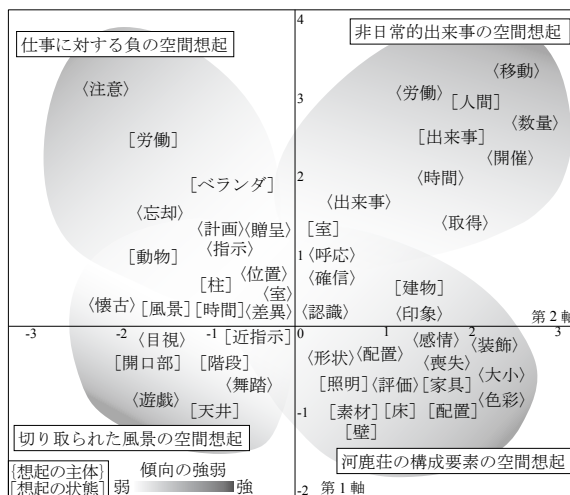 4
仕事に対する負の空間想起
非日常的出来事の空間想起
〈移動〉
〈注意〉
〈労働〉
3
[人間]
〈数量〉
[労働]
[出来事]
〈開催〉
2
〈時間〉
[ベランダ]
〈出来事〉
〈忘却〉
〈取得〉
〈計画〉〈贈呈〉
[室]
〈指示〉
[動物]
1
〈呼応〉
〈位置〉
〈確信〉
[柱]
[建物]
〈室〉
〈懐古〉
[風景]
[時間]
〈差異〉
〈認識〉
〈印象〉
第2軸
-3
-2
-1
0
1
2
3
〈目視〉
[近指示]
〈感情〉
〈装飾〉
〈形状〉
〈配置〉
[開口部]
[階段]
〈喪失〉
〈舞踏〉
[照明]
〈評価〉
[家具]
〈大小〉
〈遊戯〉
〈色彩〉
[天井]
-1
[素材]
[床]
[配置]
[壁]
切り取られた風景の空間想起
河鹿荘の構成要素の空間想起
{想起の主体}
[想起の状態]
傾向の強弱
弱
強
-2
第1軸